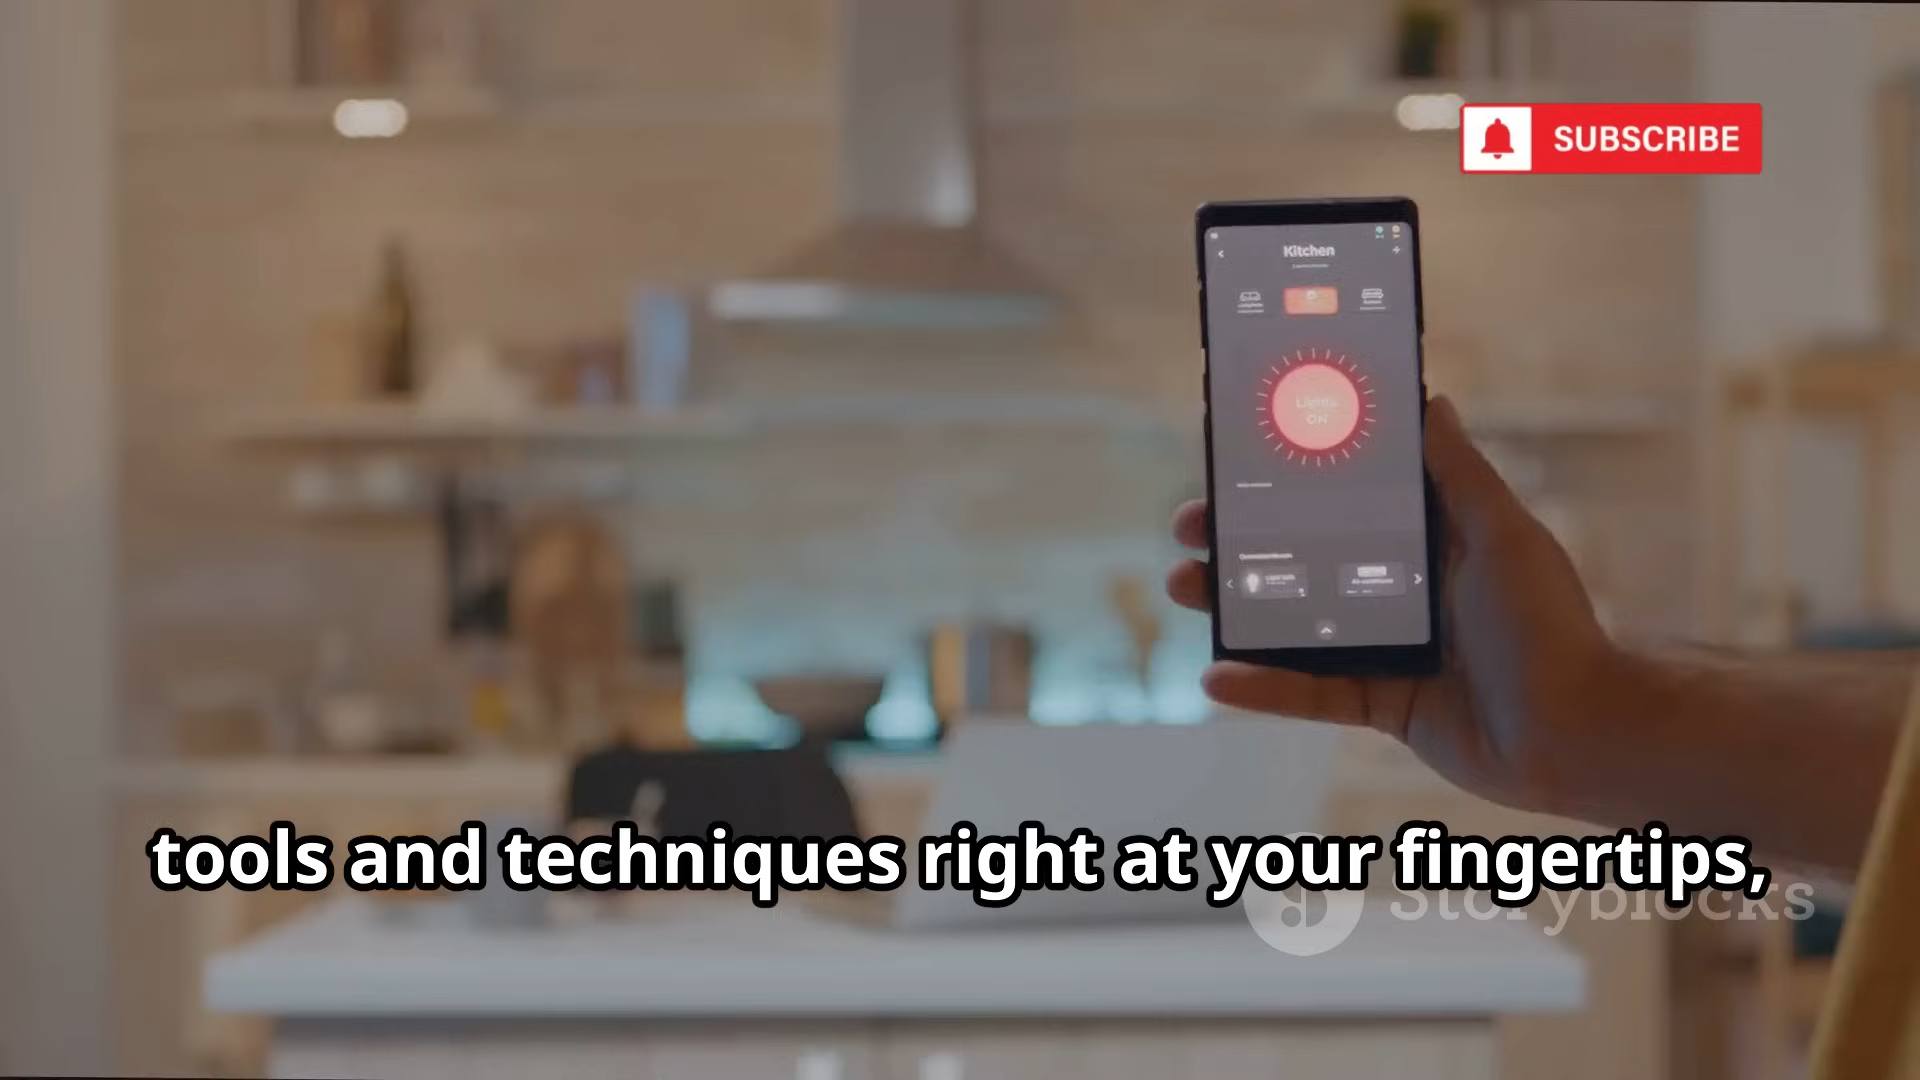 SUBSCRIBE
Kitchen
Lights
ON
tools and techniques right at your fingertips,
Storyblocks